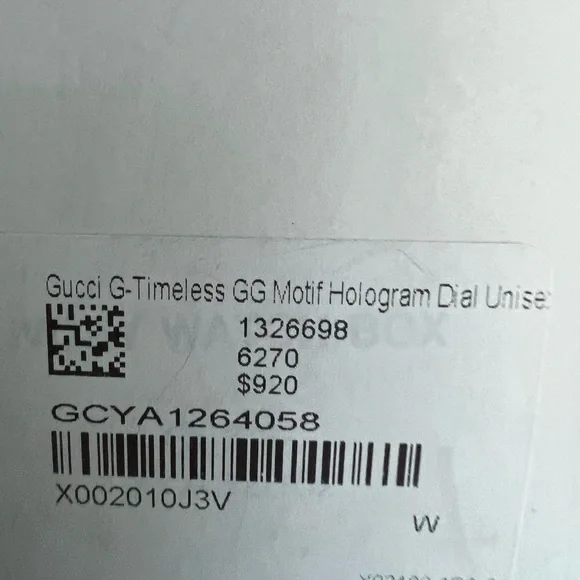 Gucci G-Timeless GG Motif Hologram Dial Unise
1326698
6270
$920
GCYA1264058
X002010J3V
W